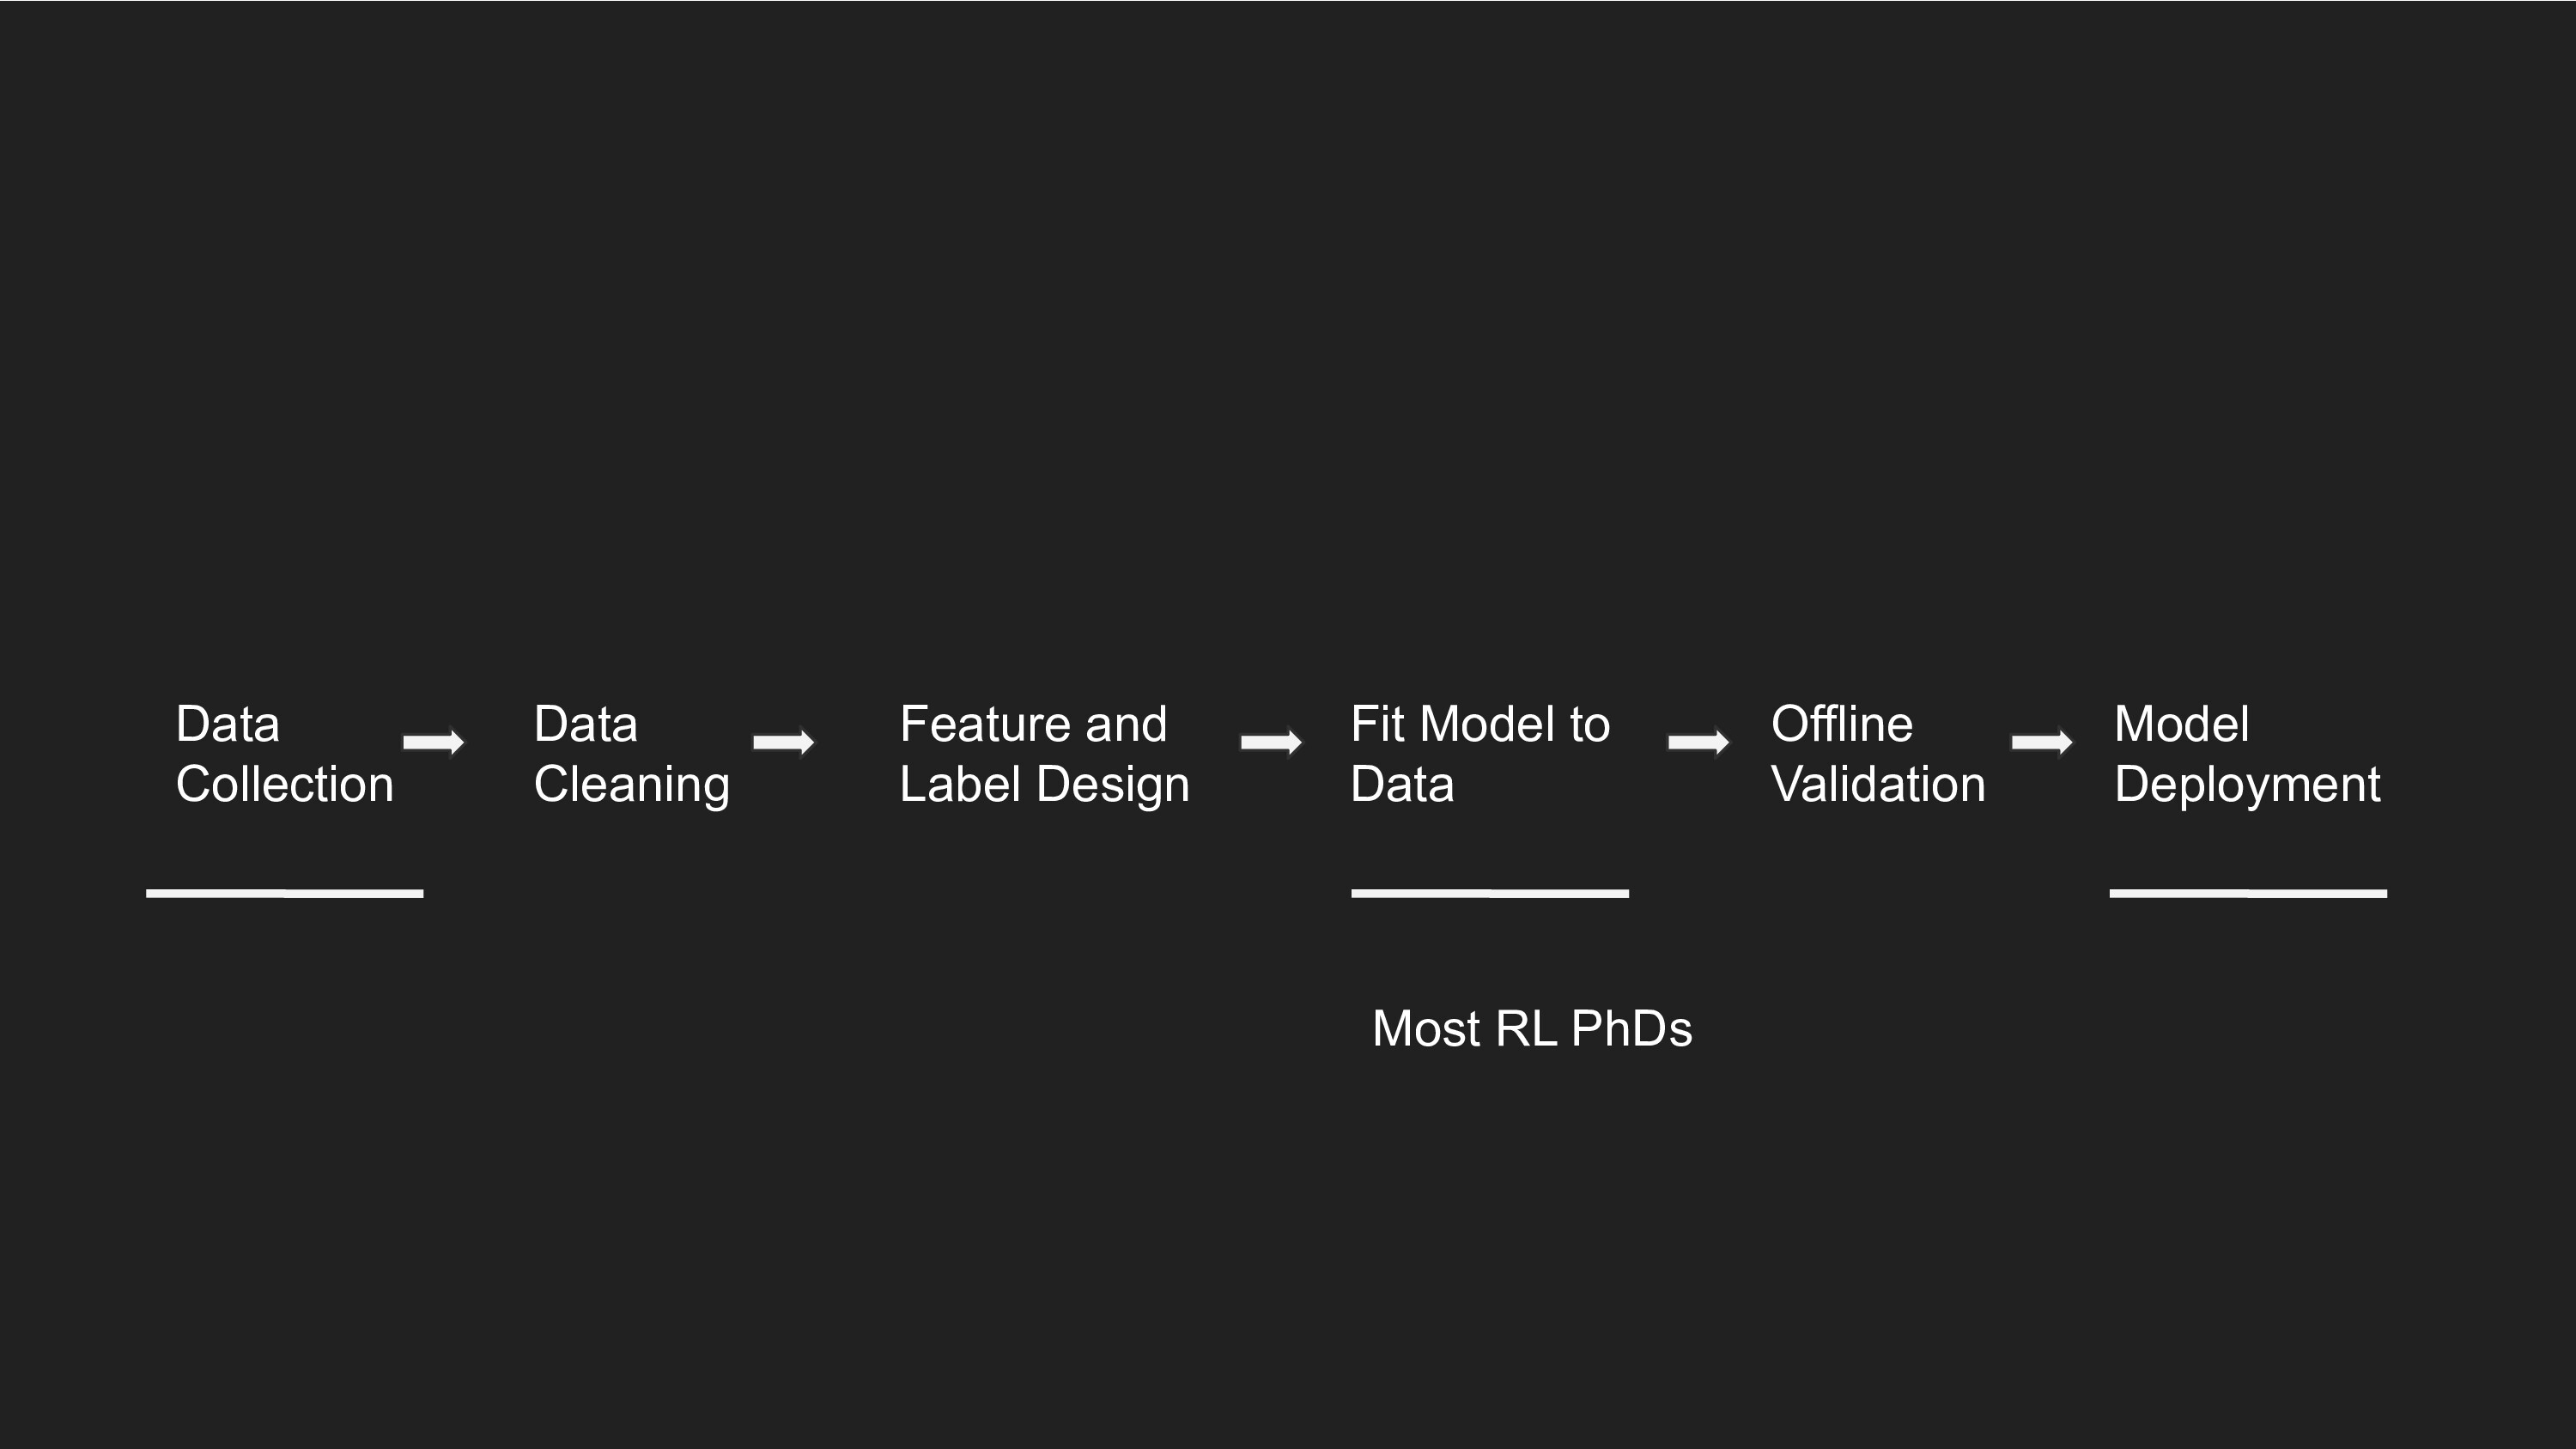 Data
Collection
Data
Cleaning
Feature and
Label Design
Fit Model to
Data
Offline
Validation
Model
Deployment
Most RL PhDs